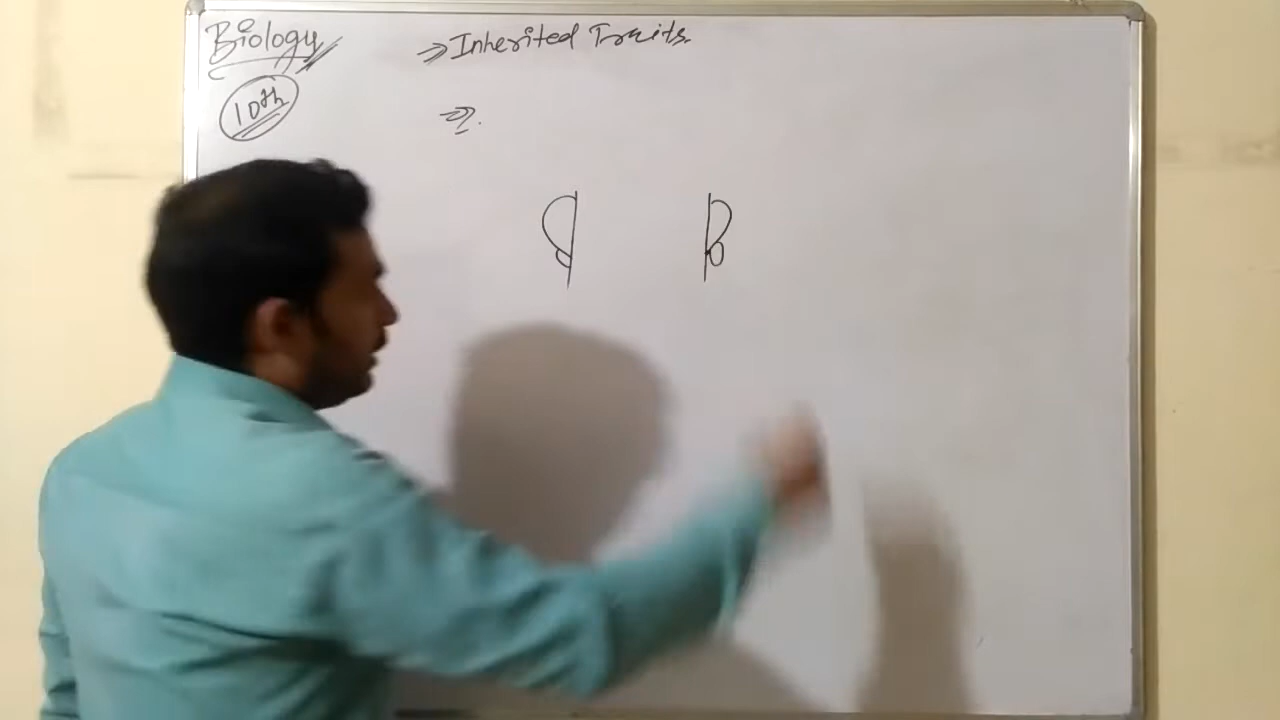 Biology
⇒ Inherited Traits.
10th
⇒